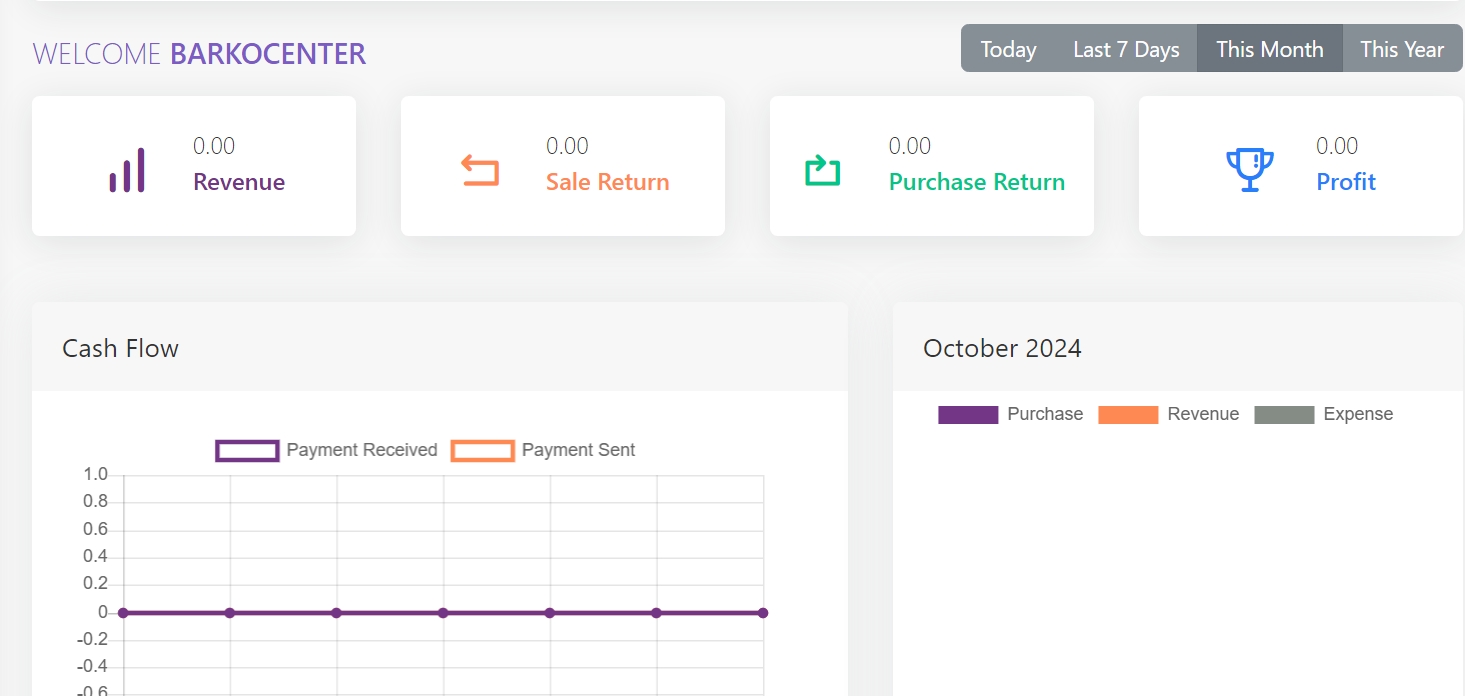 WELCOME BARKOCENTER
Today Last 7 Days This Month This Year
0.00
Revenue
0.00
Sale Return
0.00
Purchase Return
0.00
Profit
Cash Flow
Payment Received Payment Sent
1.0
0.8
0.6
0.4
0.2
0
-0.2
-0.4
-0.6
October 2024
Purchase Revenue Expense